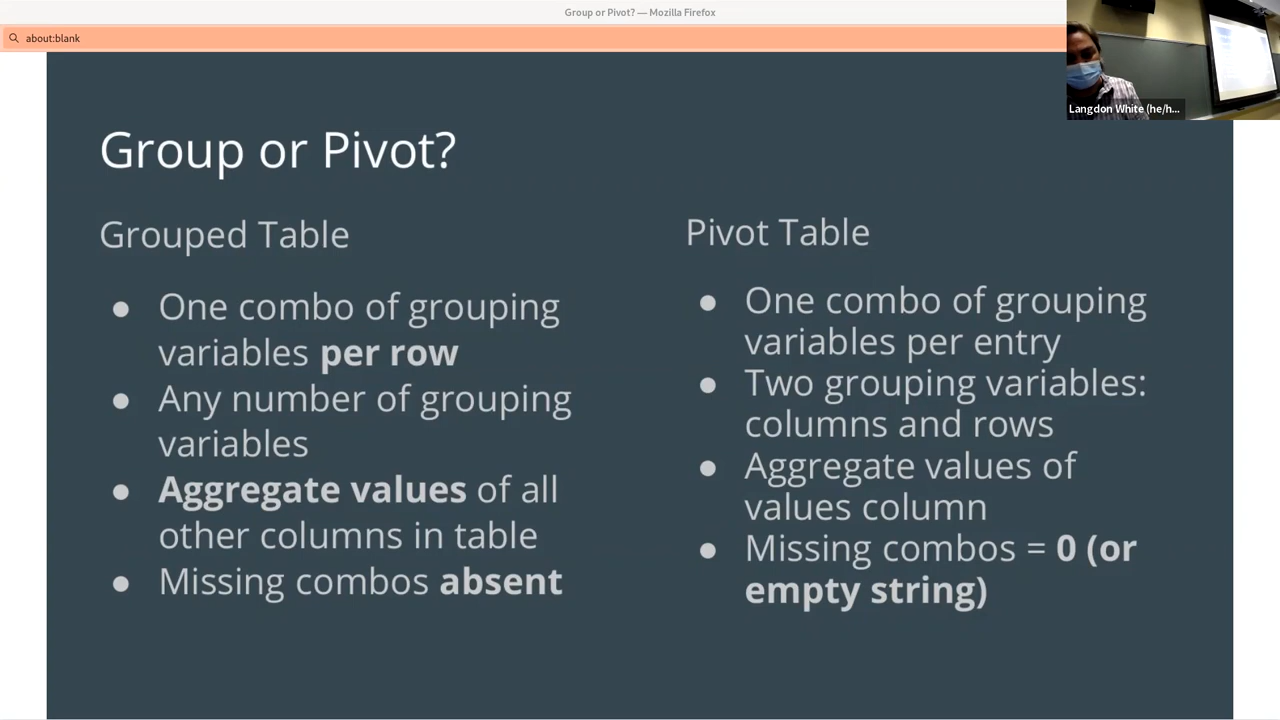 Group or Pivot? — Mozilla Firefox
about:blank
Langdon White (he/h...
Group or Pivot?
Grouped Table
● One combo of grouping
variables per row
● Any number of grouping
variables
● Aggregate values of all
other columns in table
● Missing combos absent
Pivot Table
● One combo of grouping
variables per entry
● Two grouping variables:
columns and rows
● Aggregate values of
values column
● Missing combos = 0 (or
empty string)